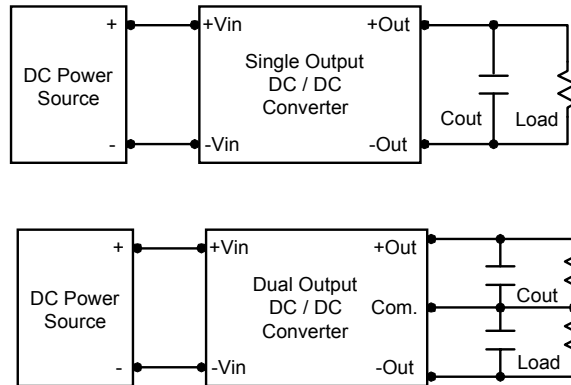 + +Vin +Out
DC Power Source
Single Output DC / DC Converter
Cout Load
- -Vin -Out
+ +Vin +Out
DC Power Source
Dual Output DC / DC Converter
Com.
Cout
Load
- -Vin -Out